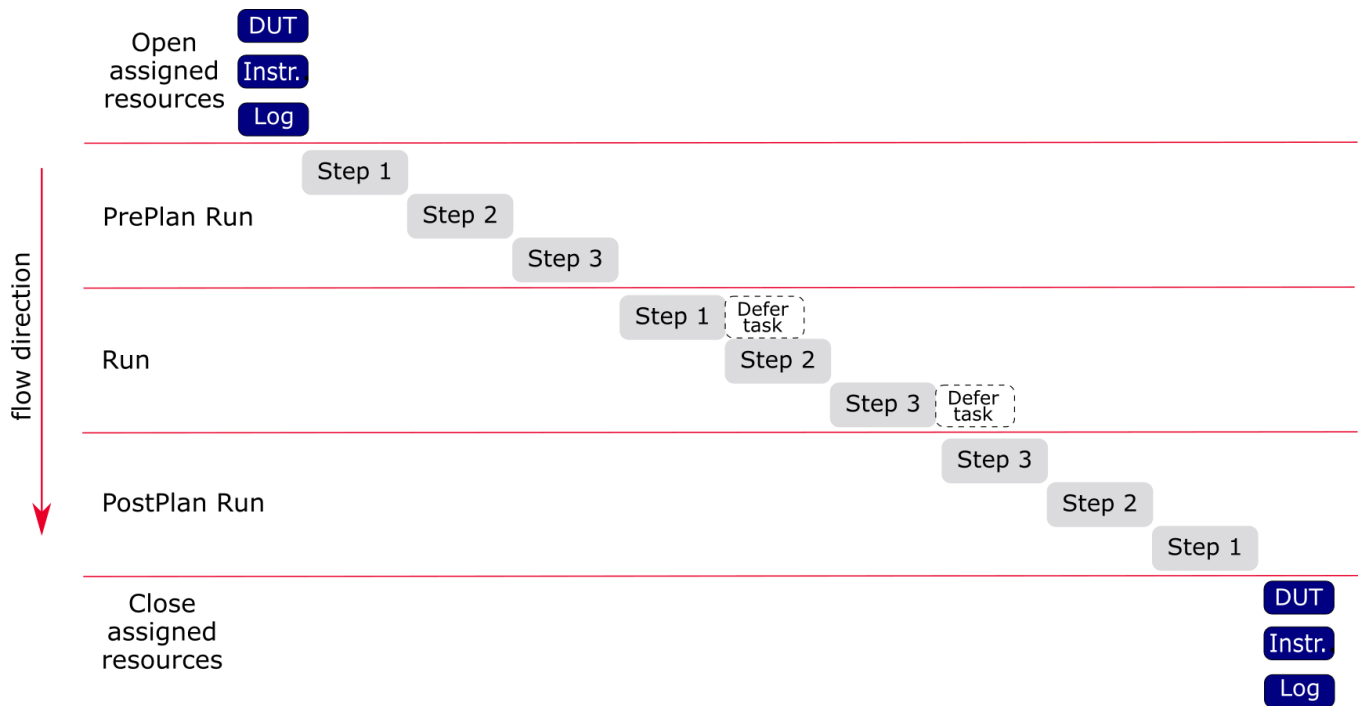 DUT
Open
assigned
resources
Instr.
Log
Step 1
PrePlan Run
Step 2
Step 3
flow direction
Run
Step 1
Defer
task
Step 2
Step 3
Defer
task
PostPlan Run
Step 3
Step 2
Step 1
Close
assigned
resources
DUT
Instr.
Log